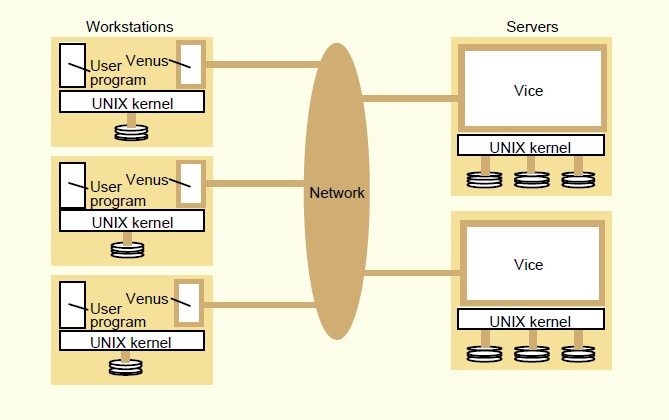 Workstations
Servers
User
program
Venus
UNIX kernel
User
program
Venus
UNIX kernel
User
program
Venus
UNIX kernel
Network
Vice
UNIX kernel
Vice
UNIX kernel